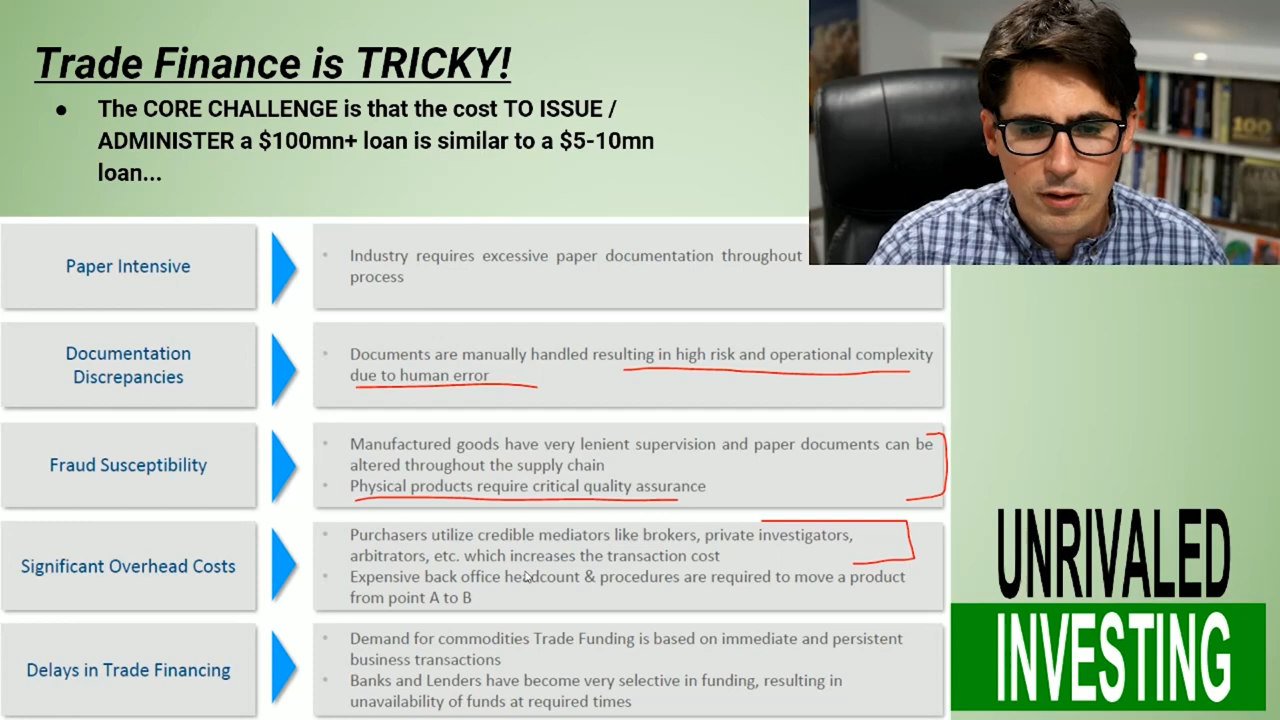 Trade Finance is TRICKY!
● The CORE CHALLENGE is that the cost TO ISSUE /
ADMINISTER a $100mn+ loan is similar to a $5-10mn
loan...
Paper Intensive
• Industry requires excessive paper documentation throughout
process
Documentation
Discrepancies
• Documents are manually handled resulting in high risk and operational complexity
due to human error
Fraud Susceptibility
• Manufactured goods have very lenient supervision and paper documents can be
altered throughout the supply chain
• Physical products require critical quality assurance
Significant Overhead Costs
• Purchasers utilize credible mediators like brokers, private investigators,
arbitrators, etc. which increases the transaction cost
• Expensive back office headcount & procedures are required to move a product
from point A to B
Delays in Trade Financing
• Demand for commodities Trade Funding is based on immediate and persistent
business transactions
• Banks and Lenders have become very selective in funding, resulting in
unavailability of funds at required times
UNRIVALED
INVESTING
100